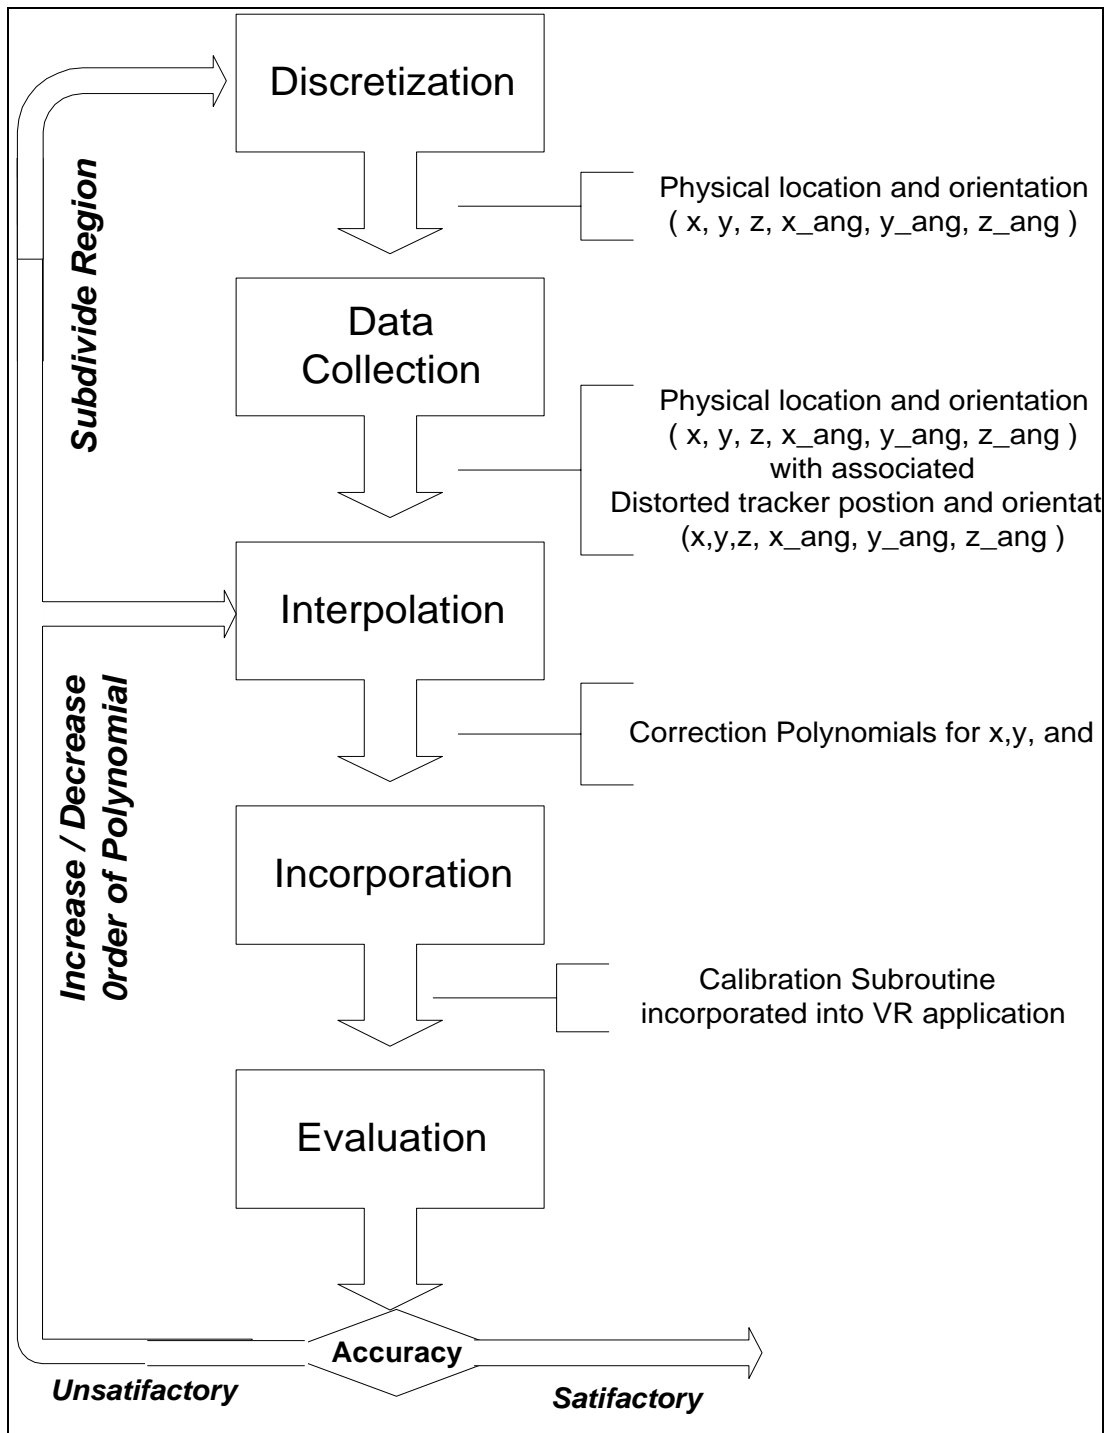 Discretization
Physical location and orientation
( x, y, z, x_ang, y_ang, z_ang )
Subdivide Region
Data
Collection
Physical location and orientation
( x, y, z, x_ang, y_ang, z_ang )
with associated
Distorted tracker postion and orientat
(x,y,z, x_ang, y_ang, z_ang )
Interpolation
Correction Polynomials for x,y, and
Increase / Decrease
0rder of Polynomial
Incorporation
Calibration Subroutine
incorporated into VR application
Evaluation
Accuracy
Unsatifactory
Satifactory